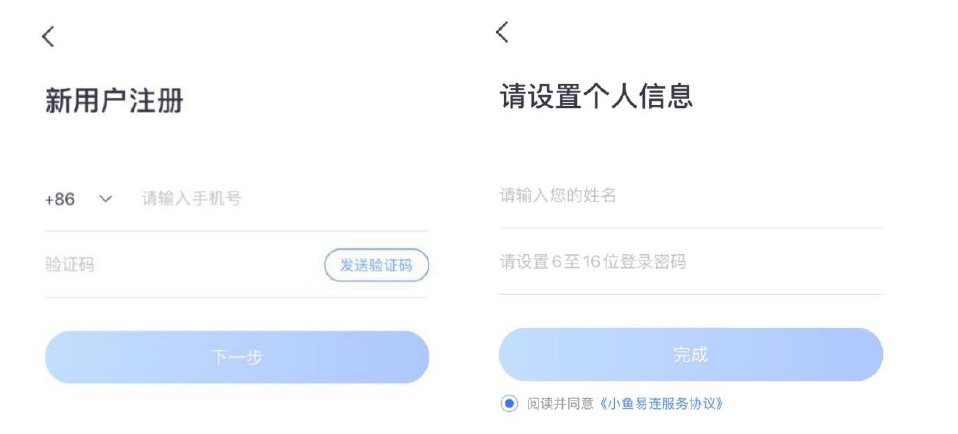 新用户注册
+86 请输入手机号
验证码 发送验证码
下一步
请设置个人信息
请输入您的姓名
请设置6至16位登录密码
完成
阅读并同意《小鱼易连服务协议》